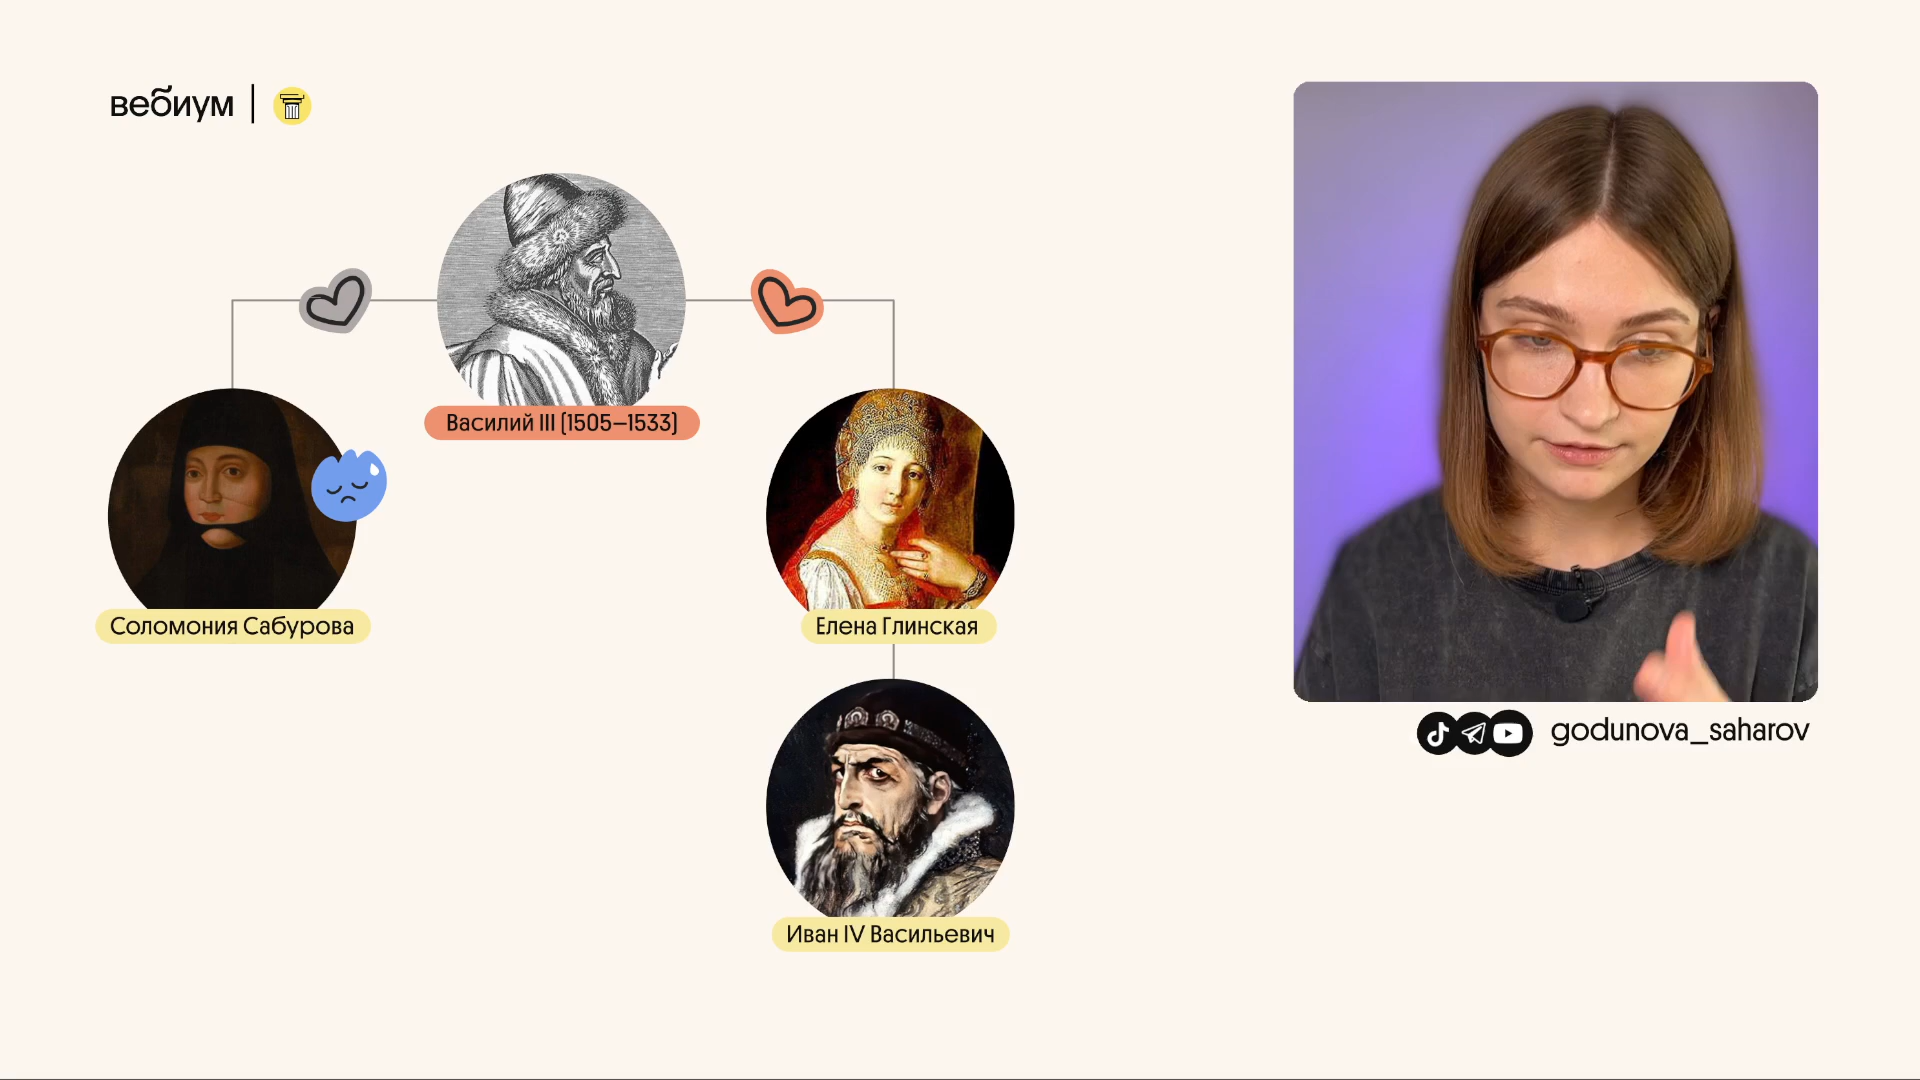 вебиум
Василий III (1505–1533)
Соломония Сабурова
Елена Глинская
Иван IV Васильевич
godunova_saharov